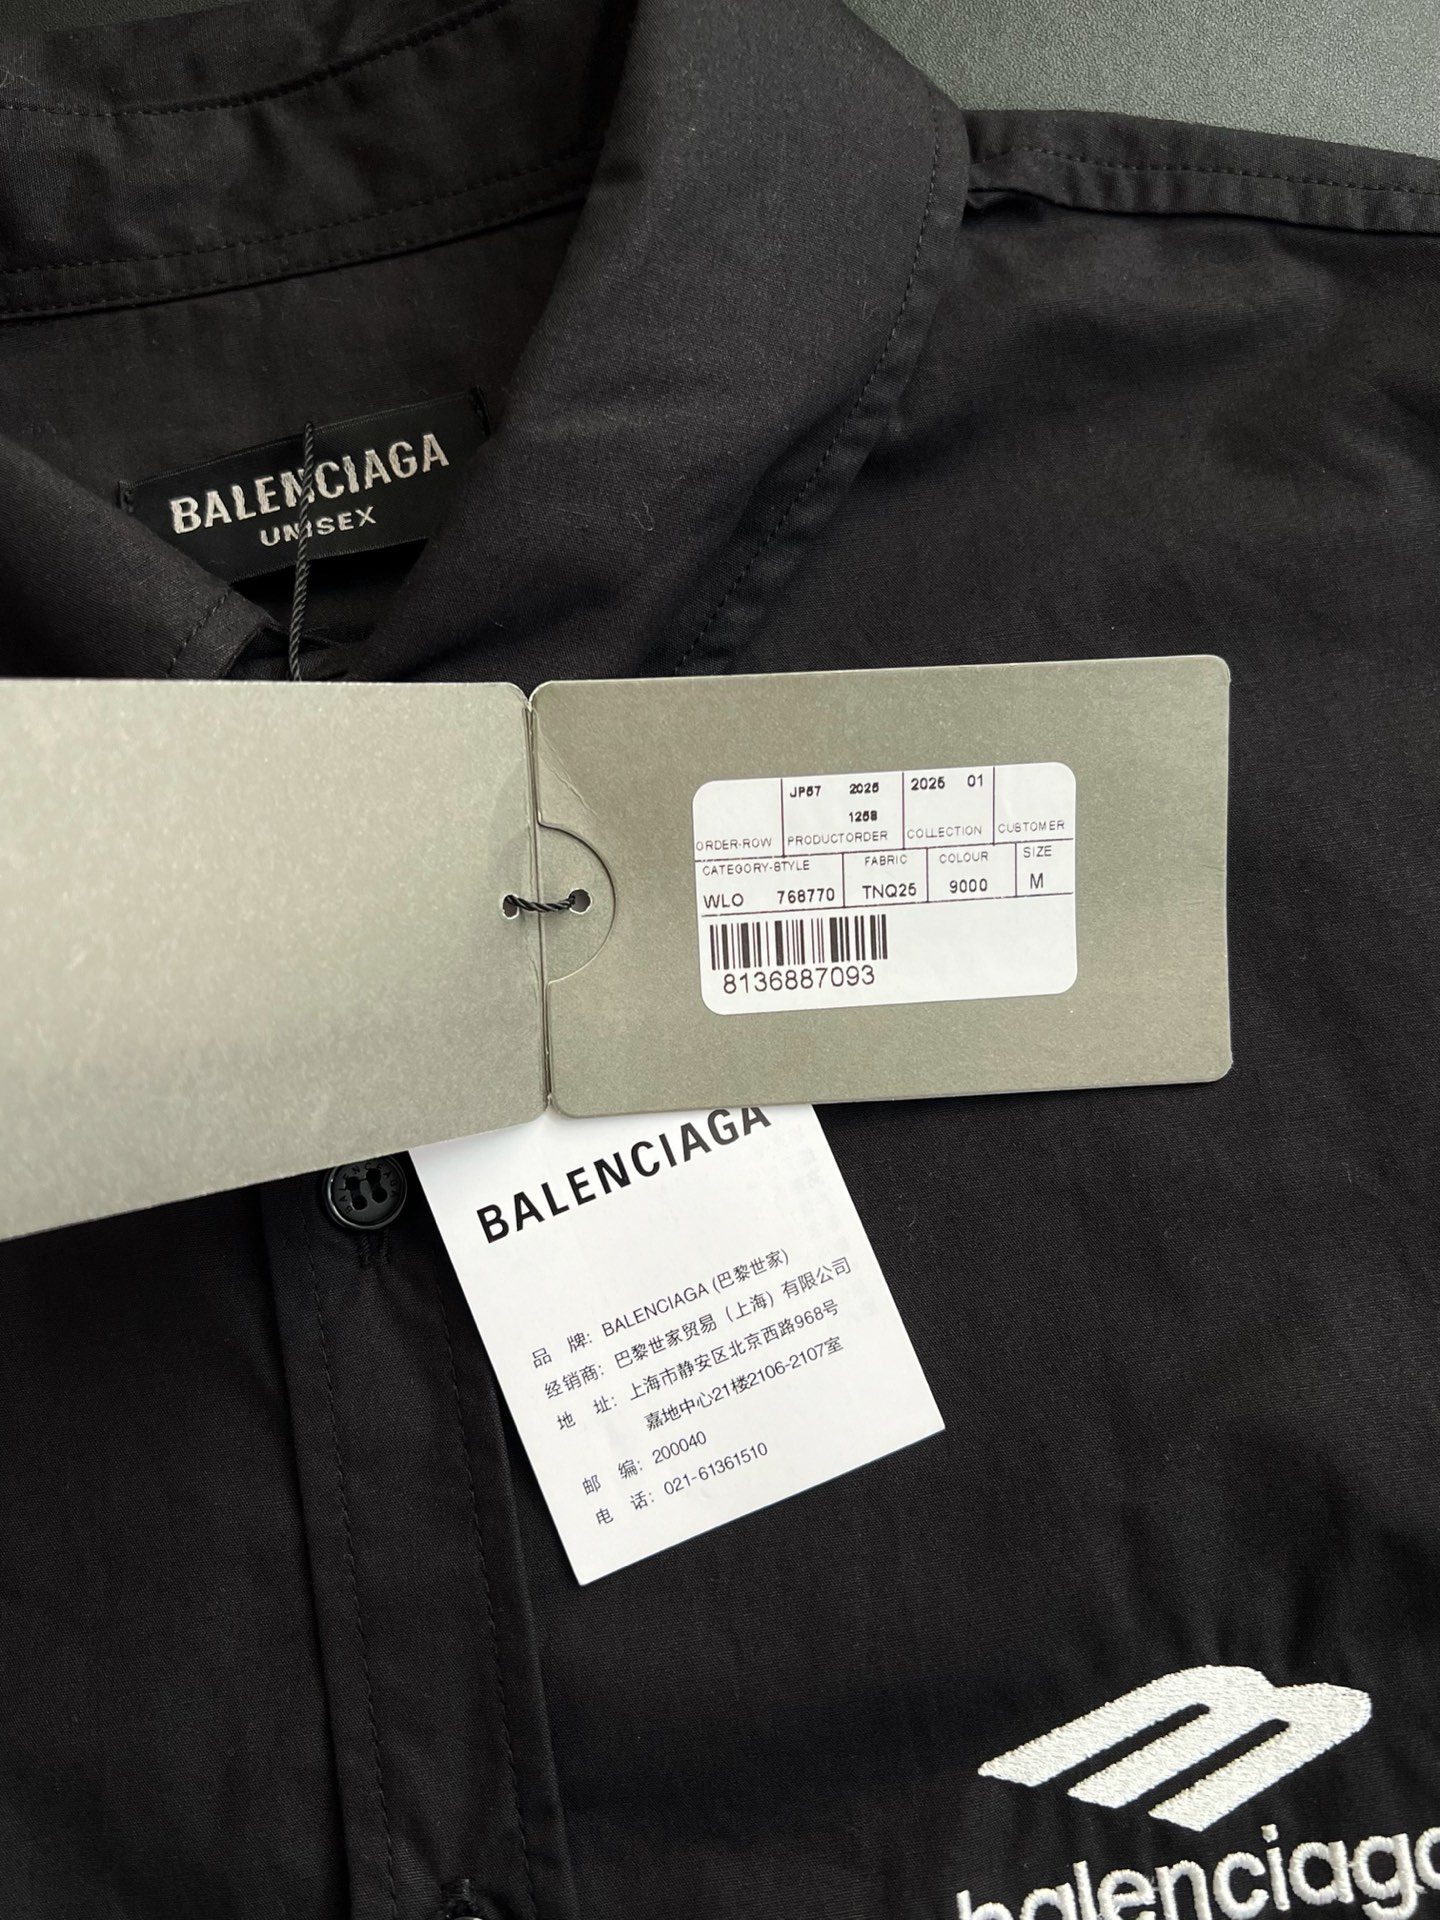 BALENCIAGA
UNISEX
JP57 2025 2025 01
1258
ORDER-ROW PRODUCTORDER COLLECTION CUSTOMER
CATEGORY-STYLE FABRIC COLOUR SIZE
WLO 768770 TNQ25 9000 M
8136887093
BALENCIAGA
品 牌: BALENCIAGA (巴黎世家)
经销商: 巴黎世家贸易（上海）有限公司
地 址: 上海市静安区北京西路968号
嘉地中心21楼2106-2107室
邮 编: 200040
电 话: 021-61361510
balenciaga